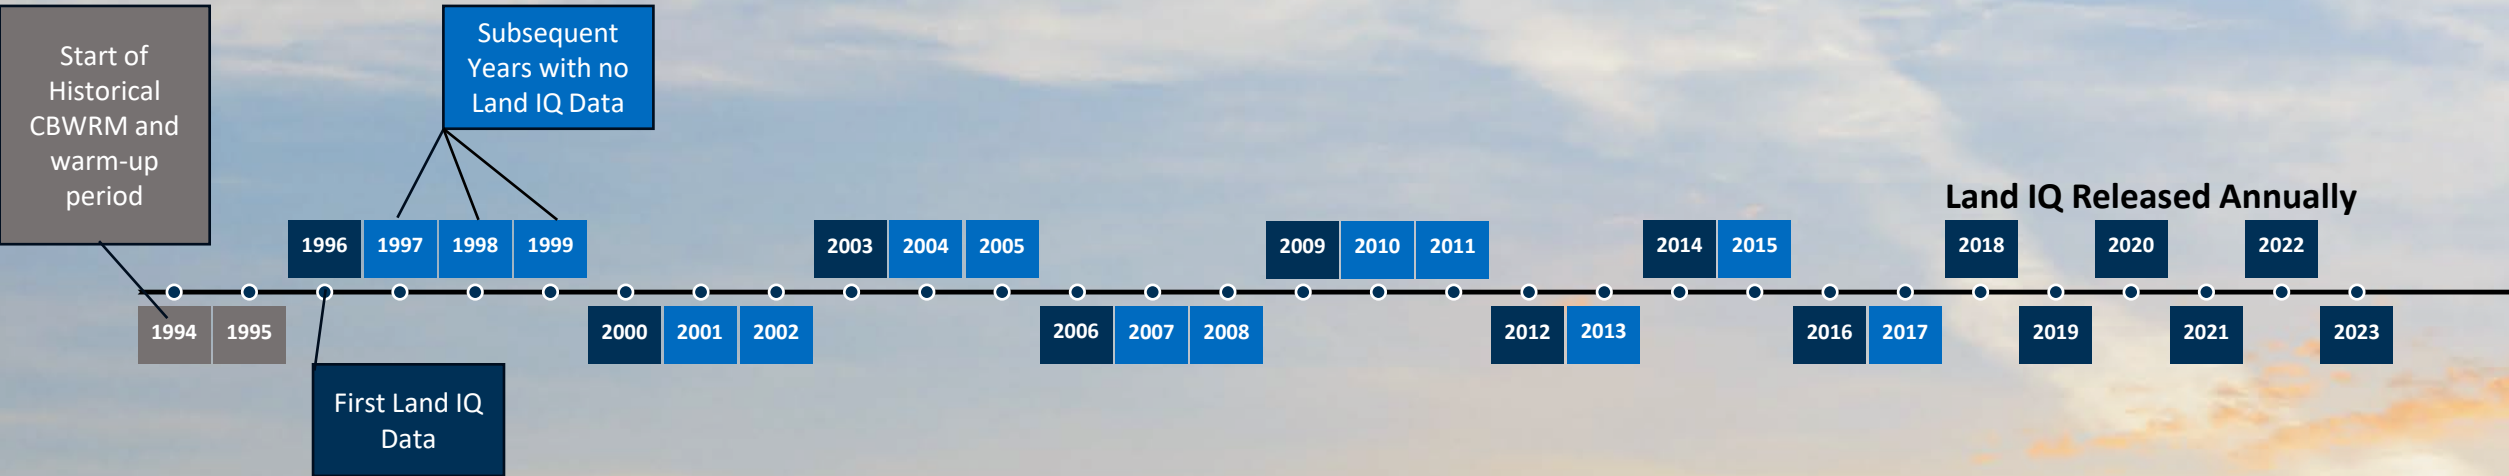 Start of
Historical
CBWRM and
warm-up
period
Subsequent
Years with no
Land IQ Data
Land IQ Released Annually
1996 1997 1998 1999 2003 2004 2005 2009 2010 2011 2014 2015 2018 2020 2022
1994 1995 2000 2001 2002 2006 2007 2008 2012 2013 2016 2017 2019 2021 2023
First Land IQ
Data